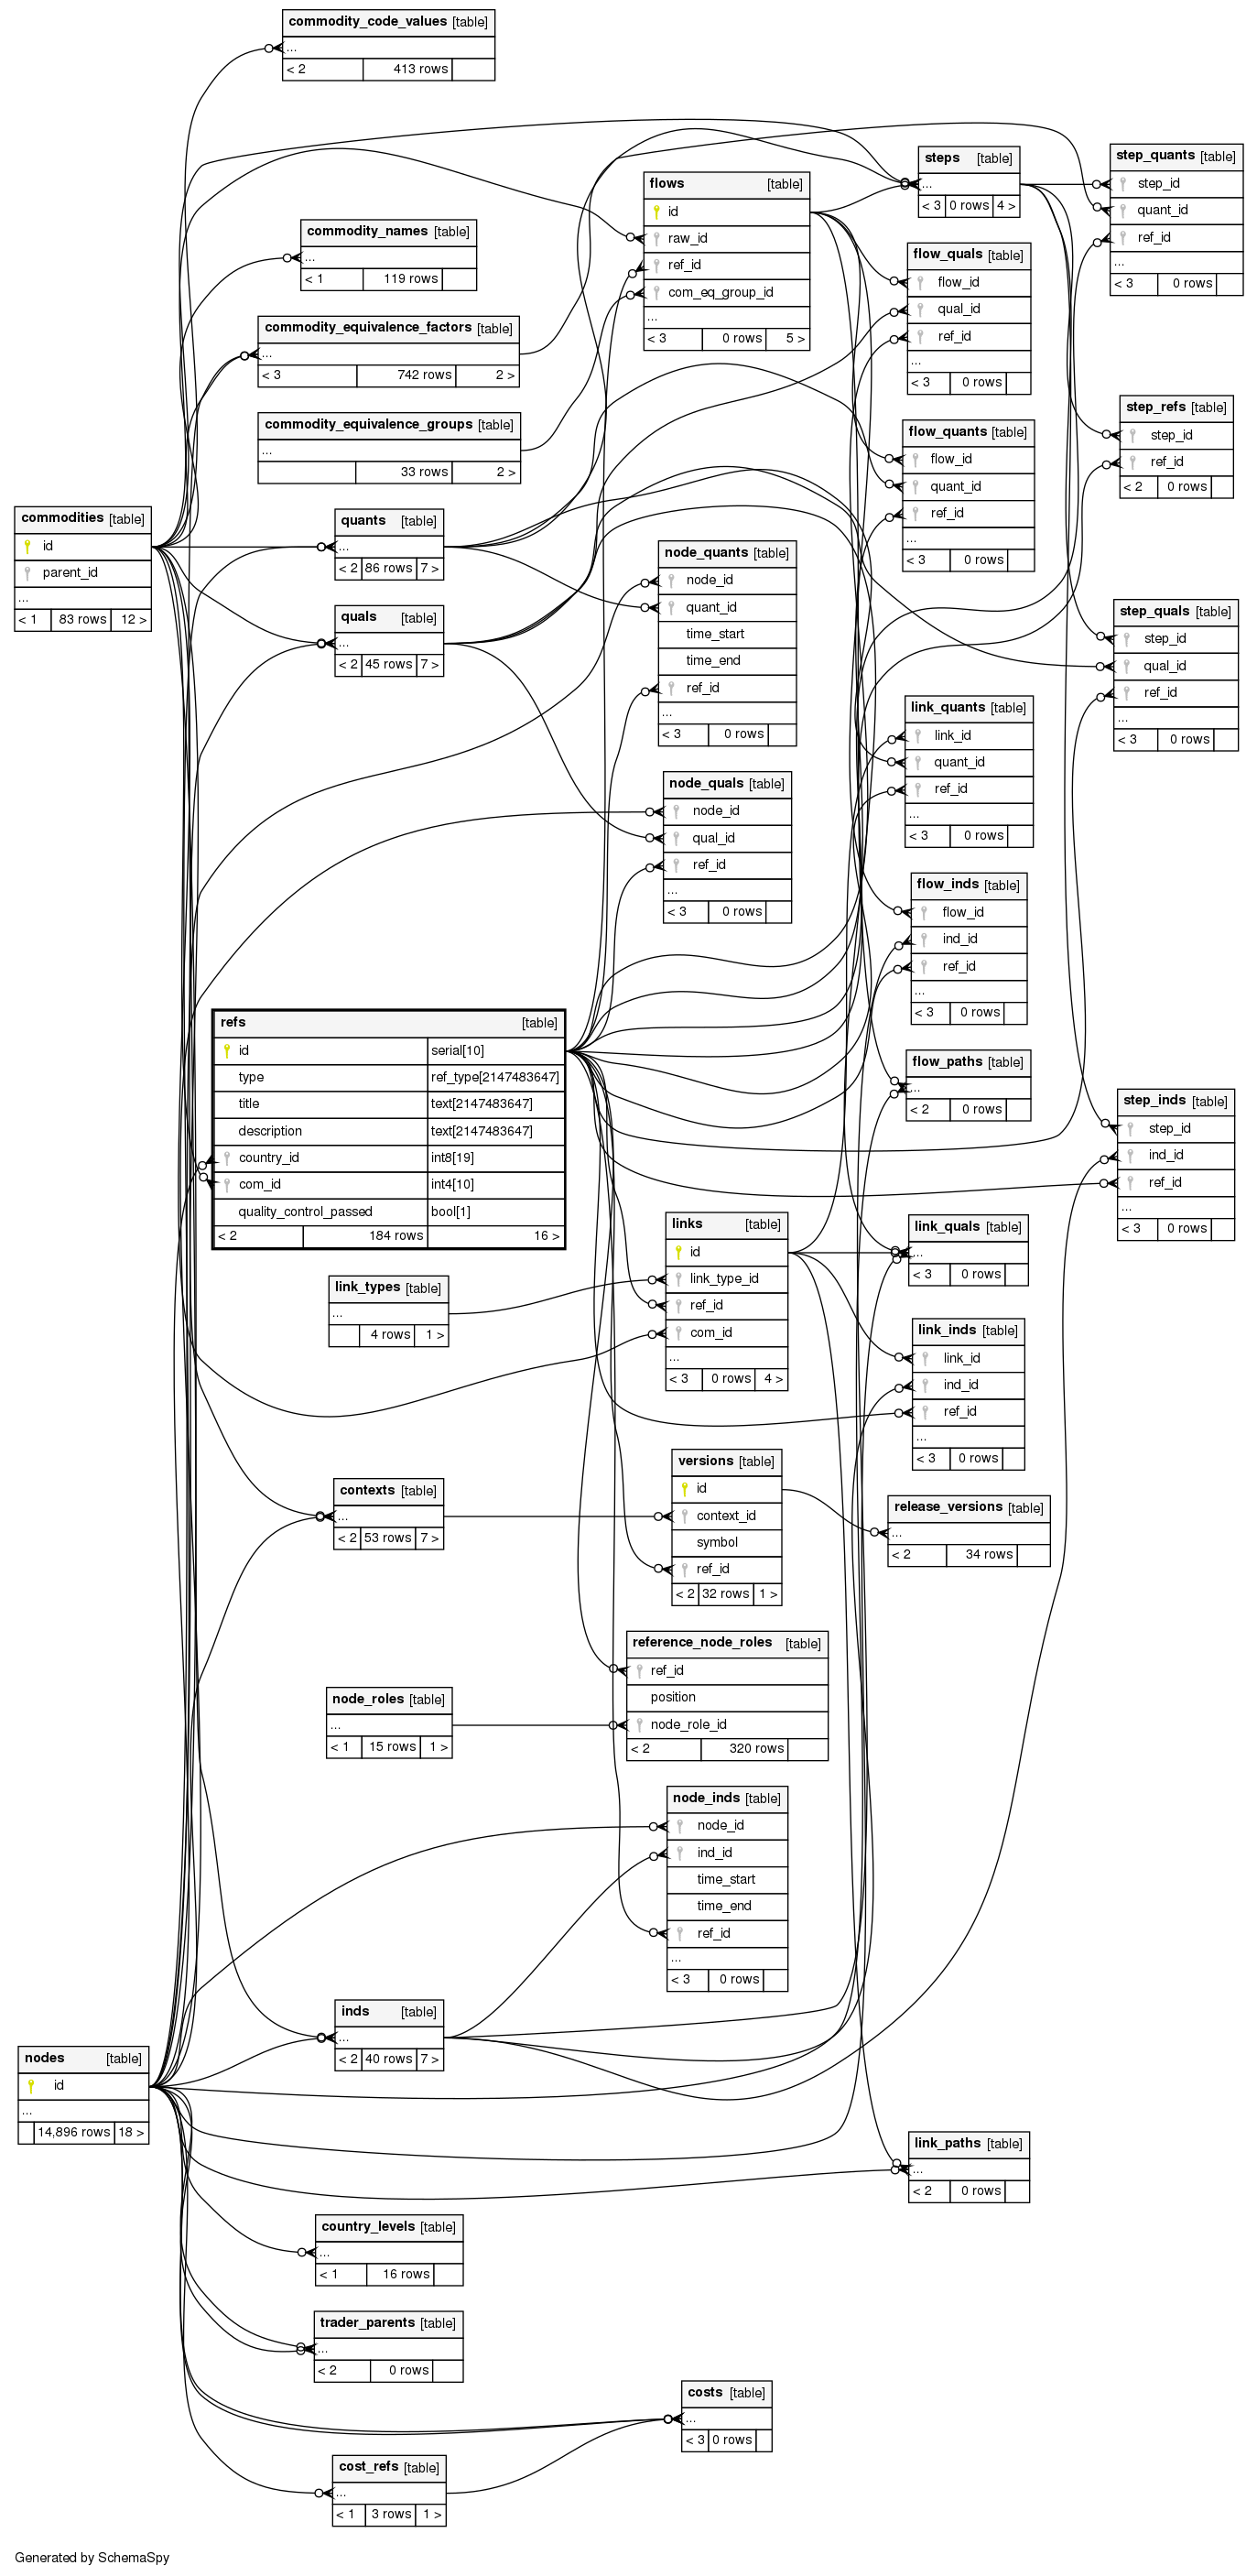 commodity_code_values [table]
...
< 2 413 rows
commodity_names [table]
...
< 1 119 rows
commodity_equivalence_factors [table]
...
< 3 742 rows 2 >
commodity_equivalence_groups [table]
...
33 rows 2 >
commodities [table]
id
parent_id
...
< 1 83 rows 12 >
quants [table]
...
< 2 86 rows 7 >
quals [table]
...
< 2 45 rows 7 >
flows [table]
id
raw_id
ref_id
com_eq_group_id
...
< 3 0 rows 5 >
steps [table]
...
< 3 0 rows 4 >
step_quants [table]
step_id
quant_id
ref_id
...
< 3 0 rows
flow_quals [table]
flow_id
qual_id
ref_id
...
< 3 0 rows
step_refs [table]
step_id
ref_id
< 2 0 rows
flow_quants [table]
flow_id
quant_id
ref_id
...
< 3 0 rows
node_quants [table]
node_id
quant_id
time_start
time_end
ref_id
...
< 3 0 rows
step_quals [table]
step_id
qual_id
ref_id
...
< 3 0 rows
link_quants [table]
link_id
quant_id
ref_id
...
< 3 0 rows
node_quals [table]
node_id
qual_id
ref_id
...
< 3 0 rows
flow_inds [table]
flow_id
ind_id
ref_id
...
< 3 0 rows
refs [table]
id serial[10]
type ref_type[2147483647]
title text[2147483647]
description text[2147483647]
country_id int8[19]
com_id int4[10]
quality_control_passed bool[1]
< 2 184 rows 16 >
flow_paths [table]
...
< 2 0 rows
step_inds [table]
step_id
ind_id
ref_id
...
< 3 0 rows
links [table]
id
link_type_id
ref_id
com_id
...
< 3 0 rows 4 >
link_quals [table]
...
< 3 0 rows
link_types [table]
...
4 rows 1 >
link_inds [table]
link_id
ind_id
ref_id
...
< 3 0 rows
versions [table]
id
context_id
symbol
ref_id
< 2 32 rows 1 >
contexts [table]
...
< 2 53 rows 7 >
release_versions [table]
...
< 2 34 rows
reference_node_roles [table]
ref_id
position
node_role_id
< 2 320 rows
node_roles [table]
...
< 1 15 rows 1 >
node_inds [table]
node_id
ind_id
time_start
time_end
ref_id
...
< 3 0 rows
inds [table]
...
< 2 40 rows 7 >
nodes [table]
id
...
14,896 rows 18 >
link_paths [table]
...
< 2 0 rows
country_levels [table]
...
< 1 16 rows
trader_parents [table]
...
< 2 0 rows
costs [table]
...
< 3 0 rows
cost_refs [table]
...
< 1 3 rows 1 >
Generated by SchemaSpy